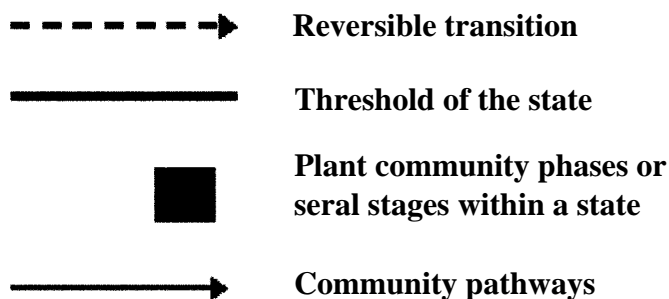 Reversible transition
Threshold of the state
Plant community phases or
seral stages within a state
Community pathways